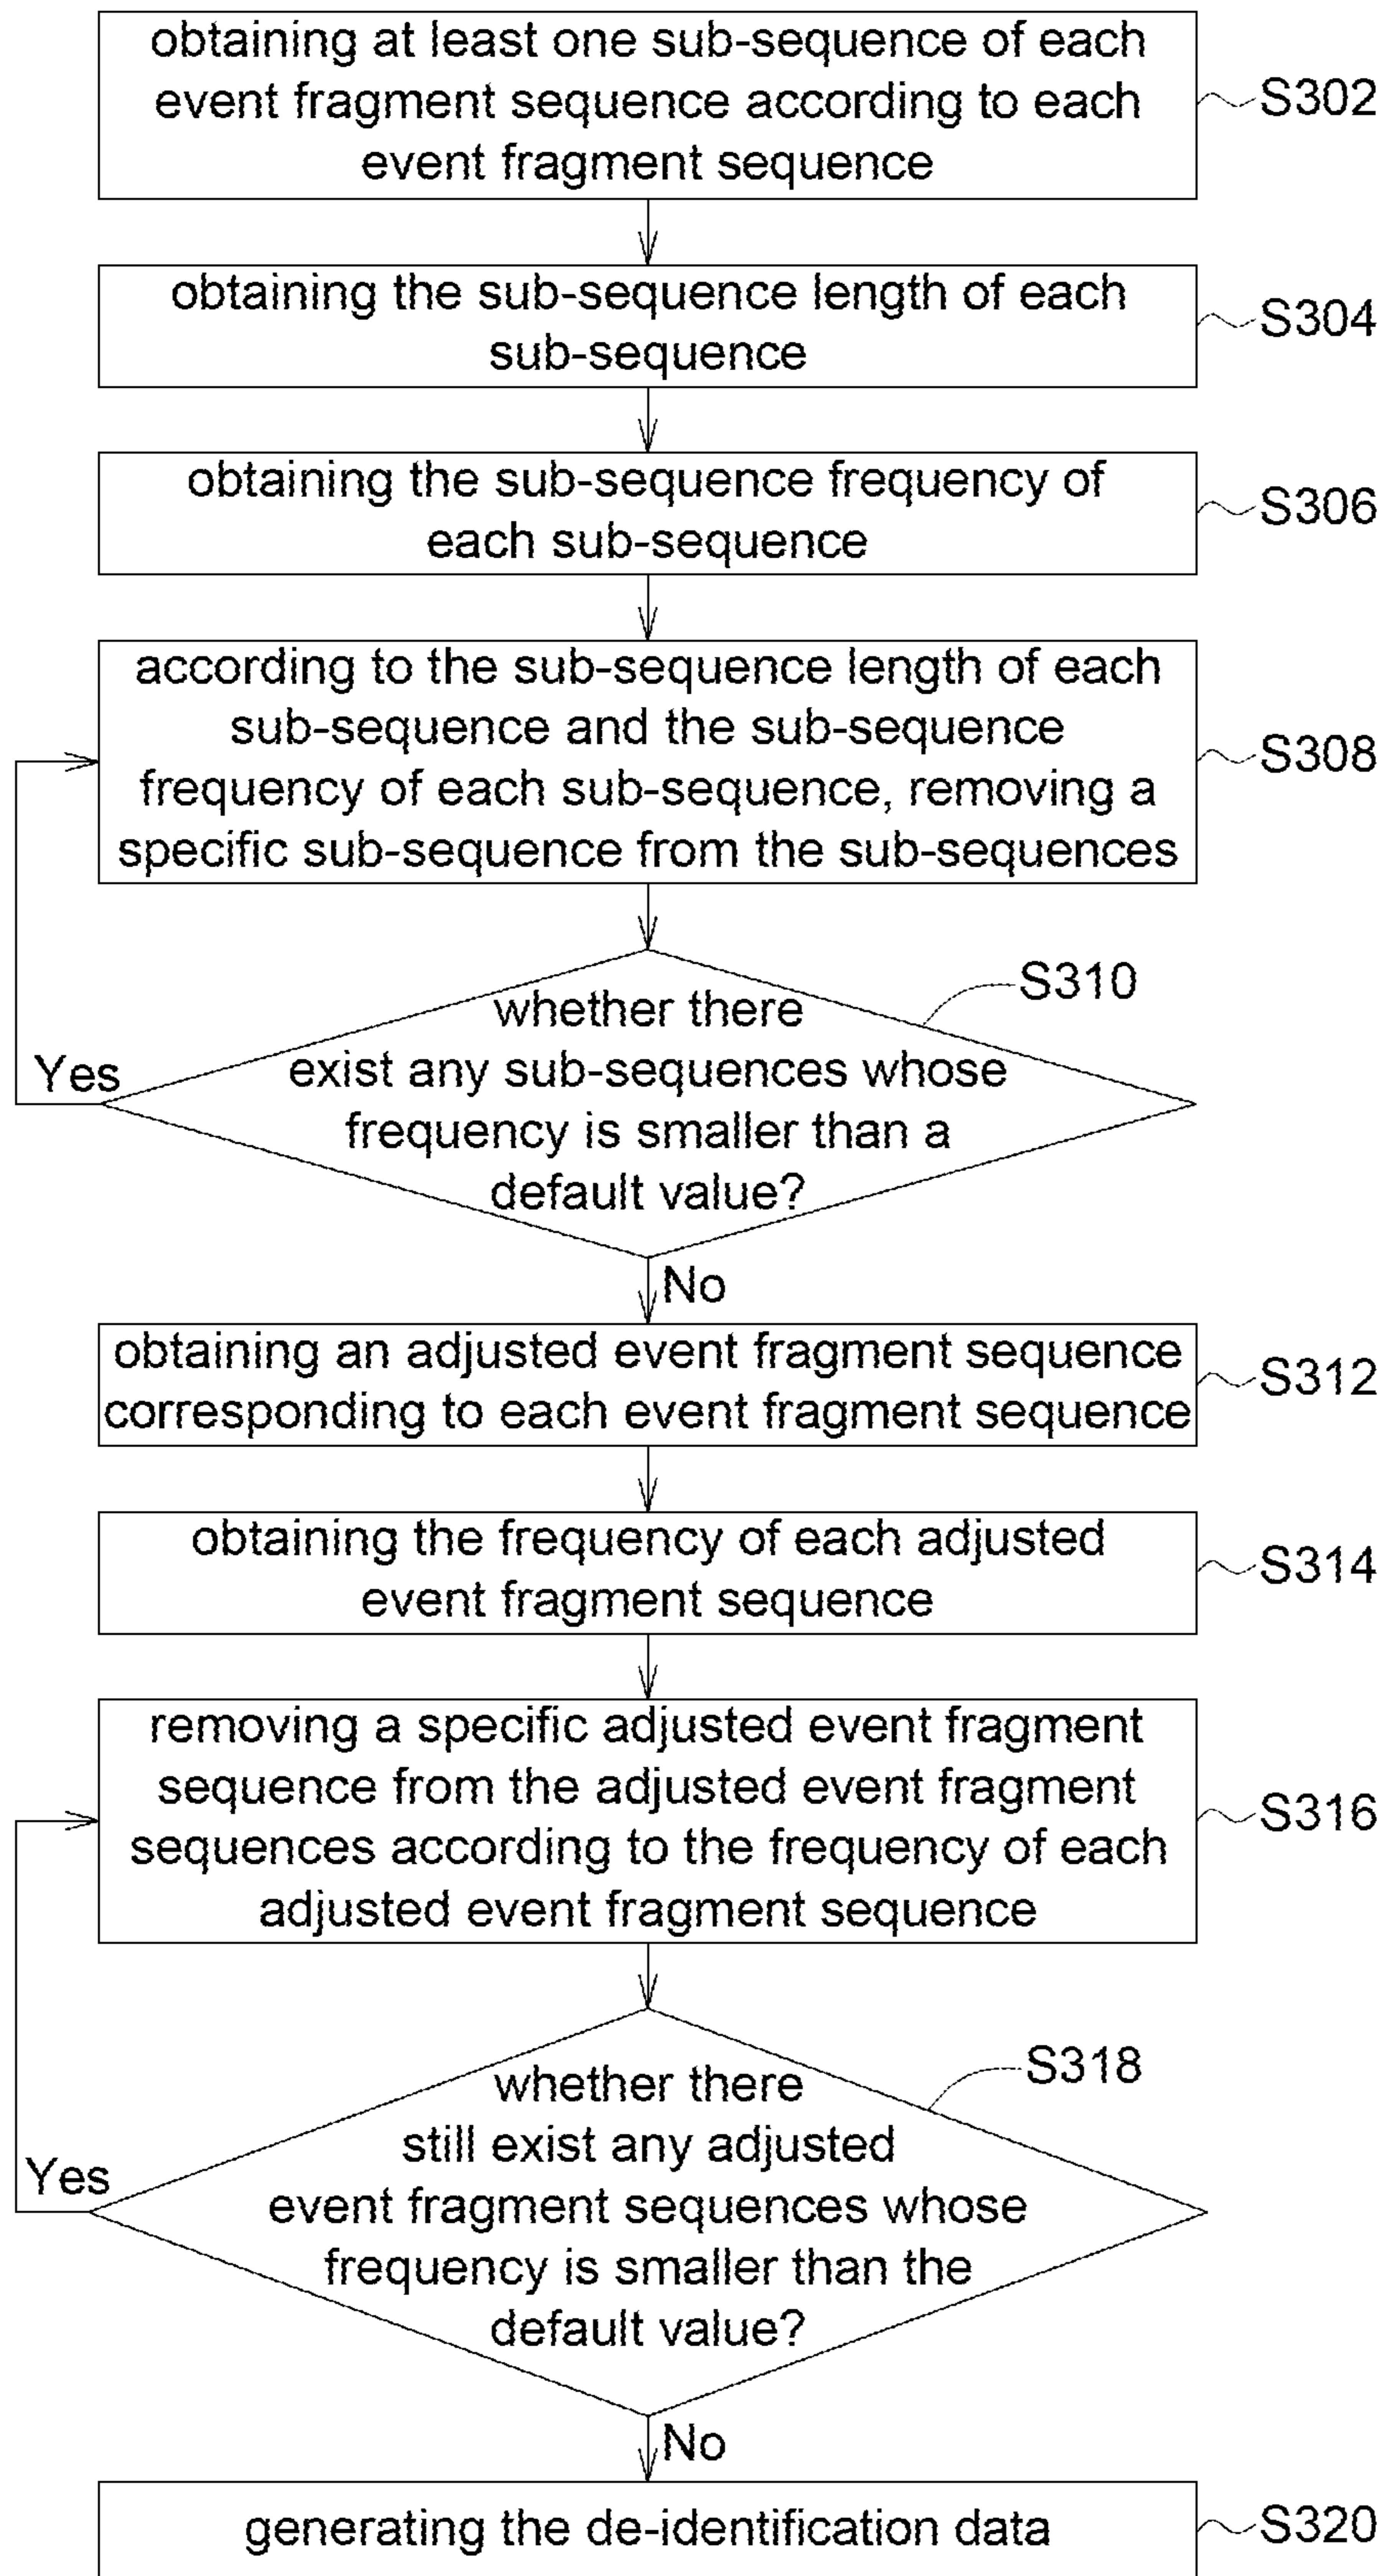 obtaining at least one sub-sequence of each
event fragment sequence according to each
event fragment sequence
S302
obtaining the sub-sequence length of each
sub-sequence
S304
obtaining the sub-sequence frequency of
each sub-sequence
S306
according to the sub-sequence length of each
sub-sequence and the sub-sequence
frequency of each sub-sequence, removing a
specific sub-sequence from the sub-sequences
S308
S310
whether there
exist any sub-sequences whose
frequency is smaller than a
default value?
Yes
No
obtaining an adjusted event fragment sequence
corresponding to each event fragment sequence
S312
obtaining the frequency of each adjusted
event fragment sequence
S314
removing a specific adjusted event fragment
sequence from the adjusted event fragment
sequences according to the frequency of each
adjusted event fragment sequence
S316
S318
whether there
still exist any adjusted
event fragment sequences whose
frequency is smaller than the
default value?
Yes
No
generating the de-identification data
S320